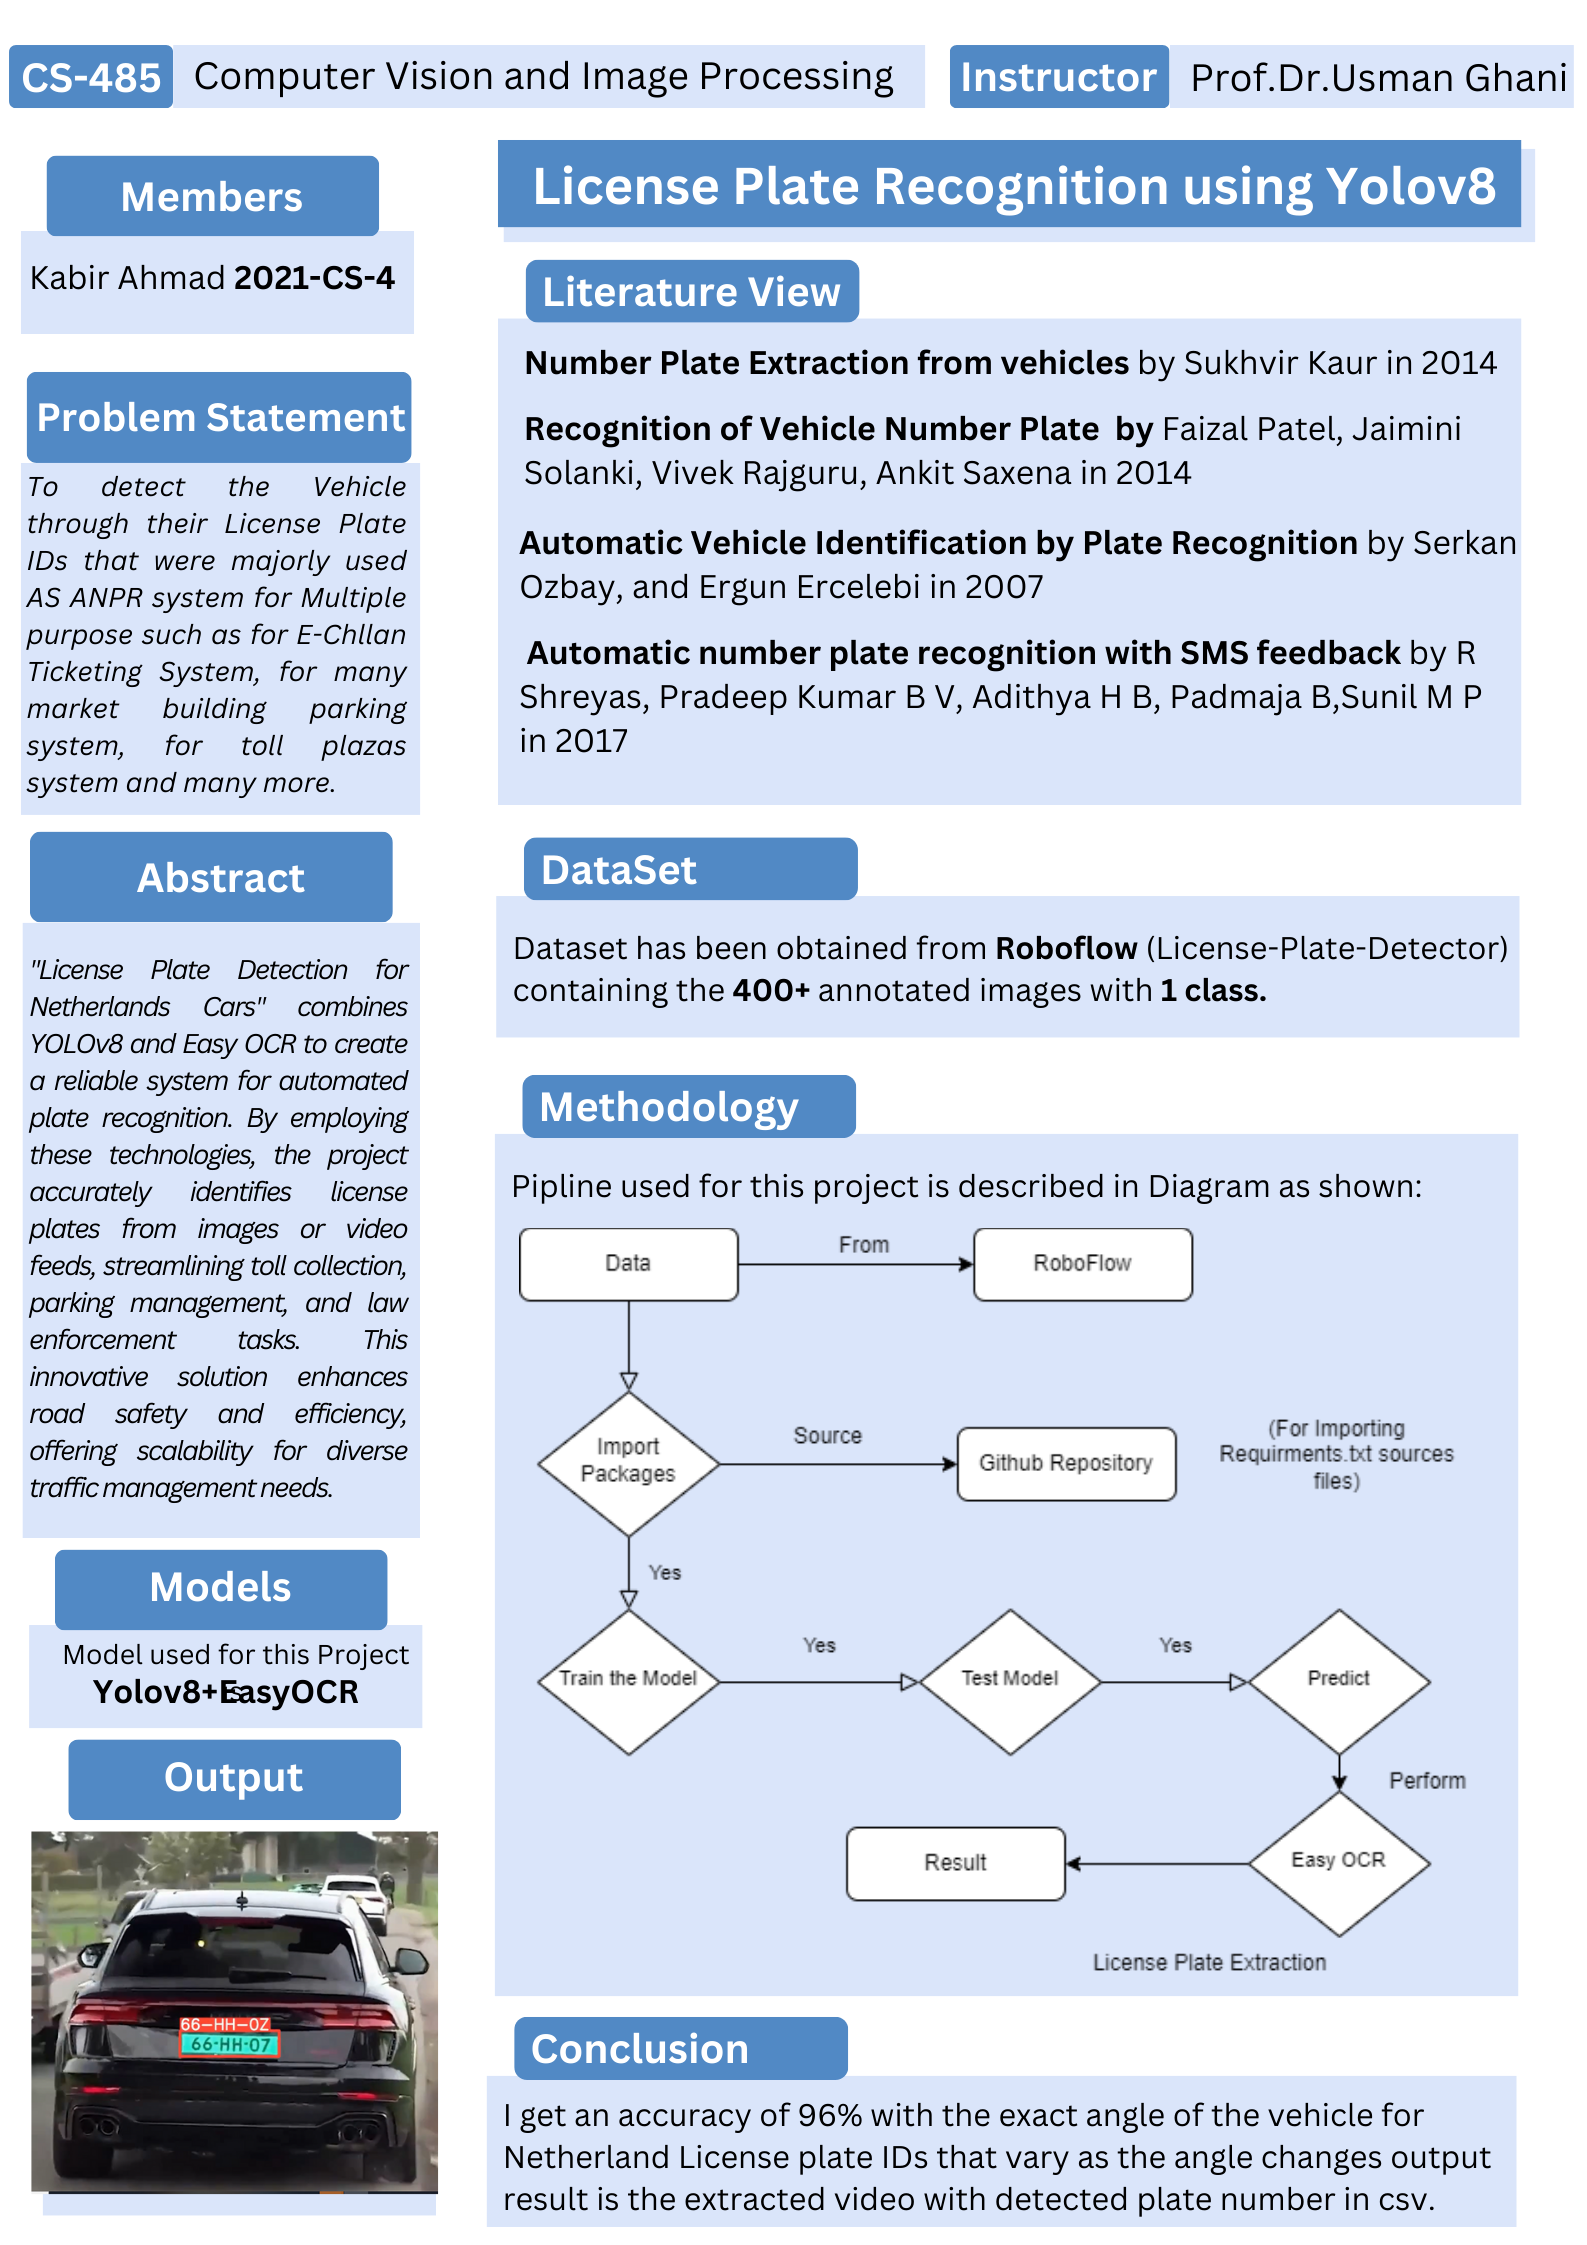 CS-485 Computer Vision and Image Processing
Instructor Prof.Dr.Usman Ghani
Members
Kabir Ahmad 2021-CS-4
Problem Statement
To detect the Vehicle
through their License Plate
IDs that were majorly used
AS ANPR system for Multiple
purpose such as for E-Chllan
Ticketing System, for many
market building parking
system, for toll plazas
system and many more.
Abstract
"License Plate Detection for
Netherlands Cars" combines
YOLOv8 and Easy OCR to create
a reliable system for automated
plate recognition. By employing
these technologies, the project
accurately identifies license
plates from images or video
feeds, streamlining toll collection,
parking management, and law
enforcement tasks. This
innovative solution enhances
road safety and efficiency,
offering scalability for diverse
traffic management needs.
Models
Model used for this Project
Yolov8+EasyOCR
Output
66-HH-0Z
66-HH-07
License Plate Recognition using Yolov8
Literature View
Number Plate Extraction from vehicles by Sukhvir Kaur in 2014
Recognition of Vehicle Number Plate by Faizal Patel, Jaimini
Solanki, Vivek Rajguru, Ankit Saxena in 2014
Automatic Vehicle Identification by Plate Recognition by Serkan
Ozbay, and Ergun Ercelebi in 2007
Automatic number plate recognition with SMS feedback by R
Shreyas, Pradeep Kumar B V, Adithya H B, Padmaja B,Sunil M P
in 2017
DataSet
Dataset has been obtained from Roboflow (License-Plate-Detector)
containing the 400+ annotated images with 1 class.
Methodology
Pipline used for this project is described in Diagram as shown:
Data
From
RoboFlow
Import
Packages
Source
Github Repository
(For Importing
Requirments.txt sources
files)
Yes
Train the Model
Yes
Test Model
Yes
Predict
Perform
Easy OCR
Result
License Plate Extraction
Conclusion
I get an accuracy of 96% with the exact angle of the vehicle for
Netherland License plate IDs that vary as the angle changes output
result is the extracted video with detected plate number in csv.